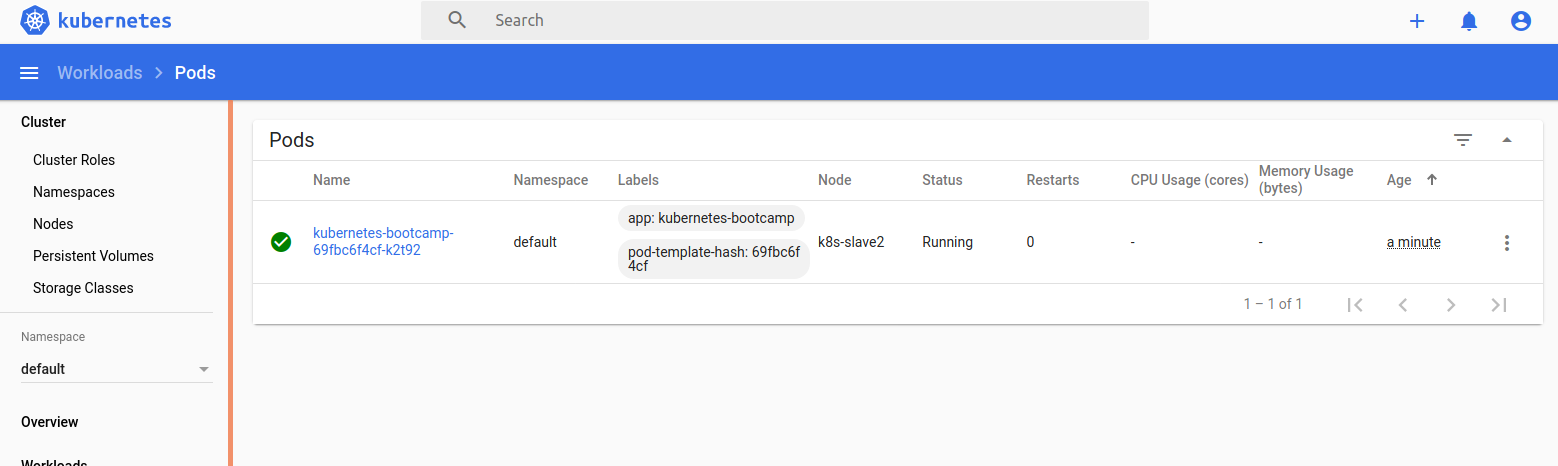 kubernetes
Search
Workloads > Pods
Cluster
Cluster Roles
Namespaces
Nodes
Persistent Volumes
Storage Classes
Namespace
default
Overview
Workloads
Pods
Name Namespace Labels Node Status Restarts CPU Usage (cores) Memory Usage
(bytes) Age
kubernetes-bootcamp-
69fbc6f4cf-k2t92
default
app: kubernetes-bootcamp
pod-template-hash: 69fbc6f
4cf
k8s-slave2
Running
0
-
-
a minute
1 – 1 of 1